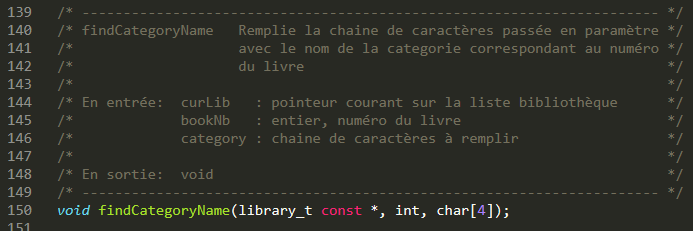 139 /* ---------------------------------------------------------------------- */
140 /* findCategoryName   Remplie la chaine de caractères passée en paramètre */
141 /*                    avec le nom de la categorie correspondant au numéro */
142 /*                    du livre                                            */
143 /*                                                                        */
144 /* En entrée:  curLib   : pointeur courant sur la liste bibliothèque      */
145 /*             bookNb   : entier, numéro du livre                         */
146 /*             category : chaine de caractères à remplir                  */
147 /*                                                                        */
148 /* En sortie:  void                                                       */
149 /* ---------------------------------------------------------------------- */
150 void findCategoryName(library_t const *, int, char[4]);
151